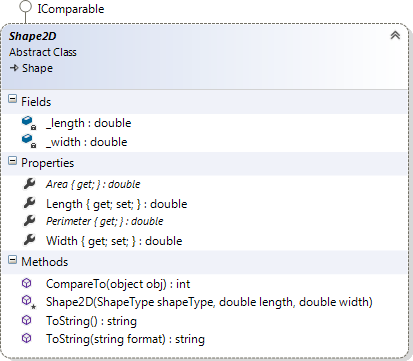 IComparable
Shape2D
Abstract Class
Shape
Fields
_length : double
_width : double
Properties
Area { get; } : double
Length { get; set; } : double
Perimeter { get; } : double
Width { get; set; } : double
Methods
CompareTo(object obj) : int
Shape2D(ShapeType shapeType, double length, double width)
ToString() : string
ToString(string format) : string